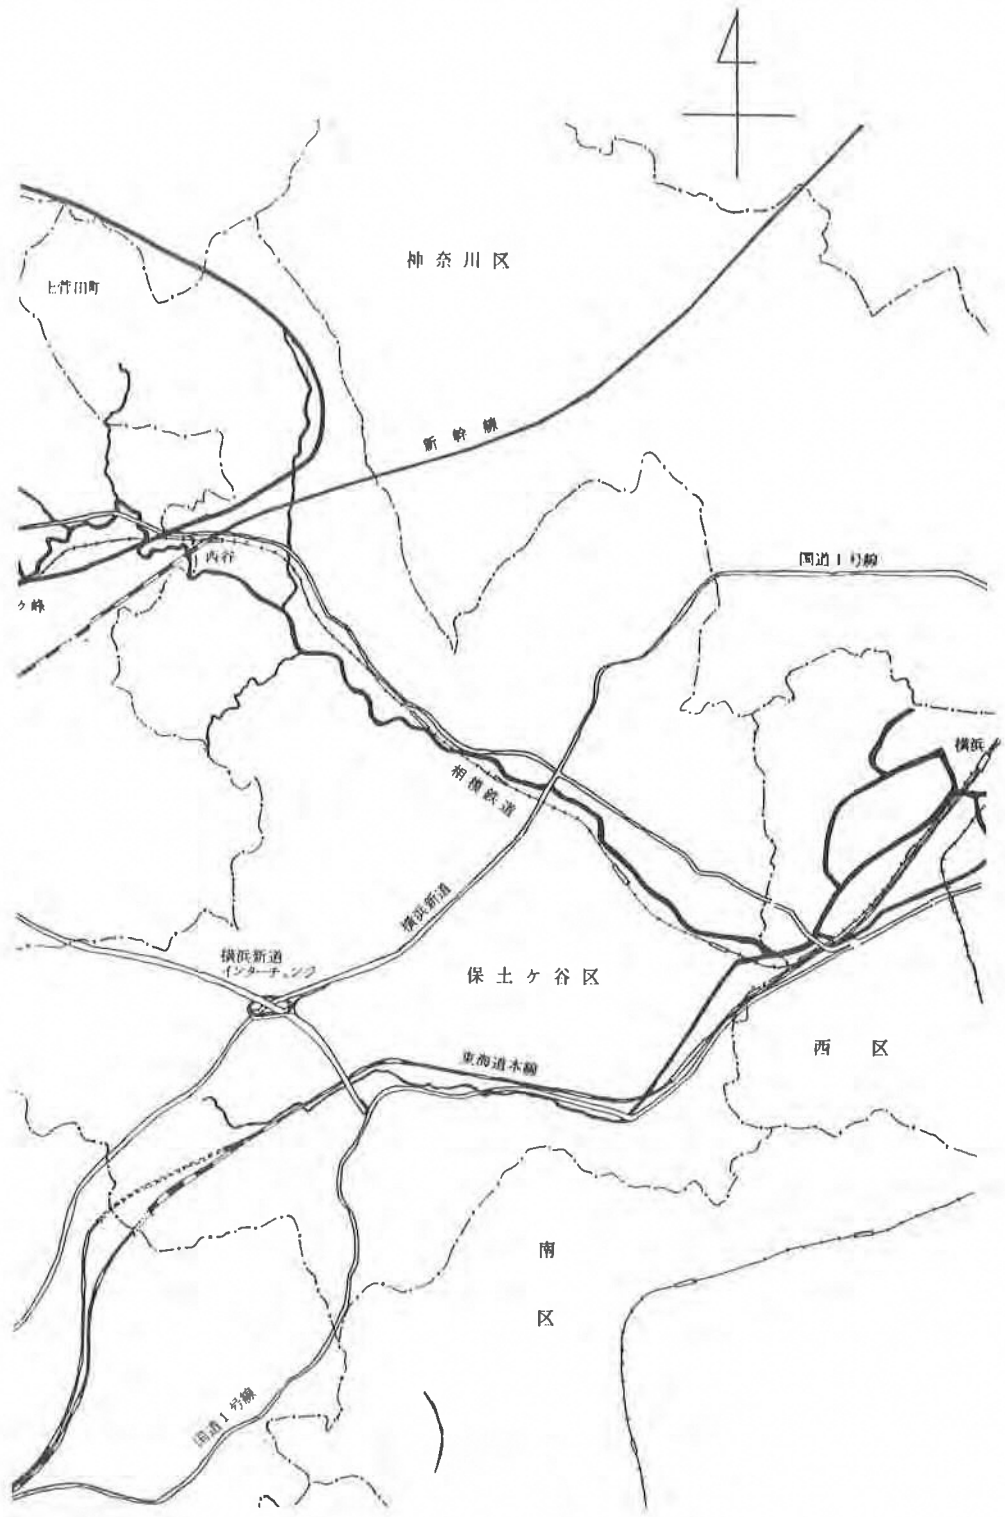 神奈川区
上菅田町
新幹線
西谷
国道1号線
ケ峰
横浜
相模鉄道
横浜新道
横浜新道
インターチェンジ
保土ケ谷区
西区
東海道本線
南
区
国道1号線